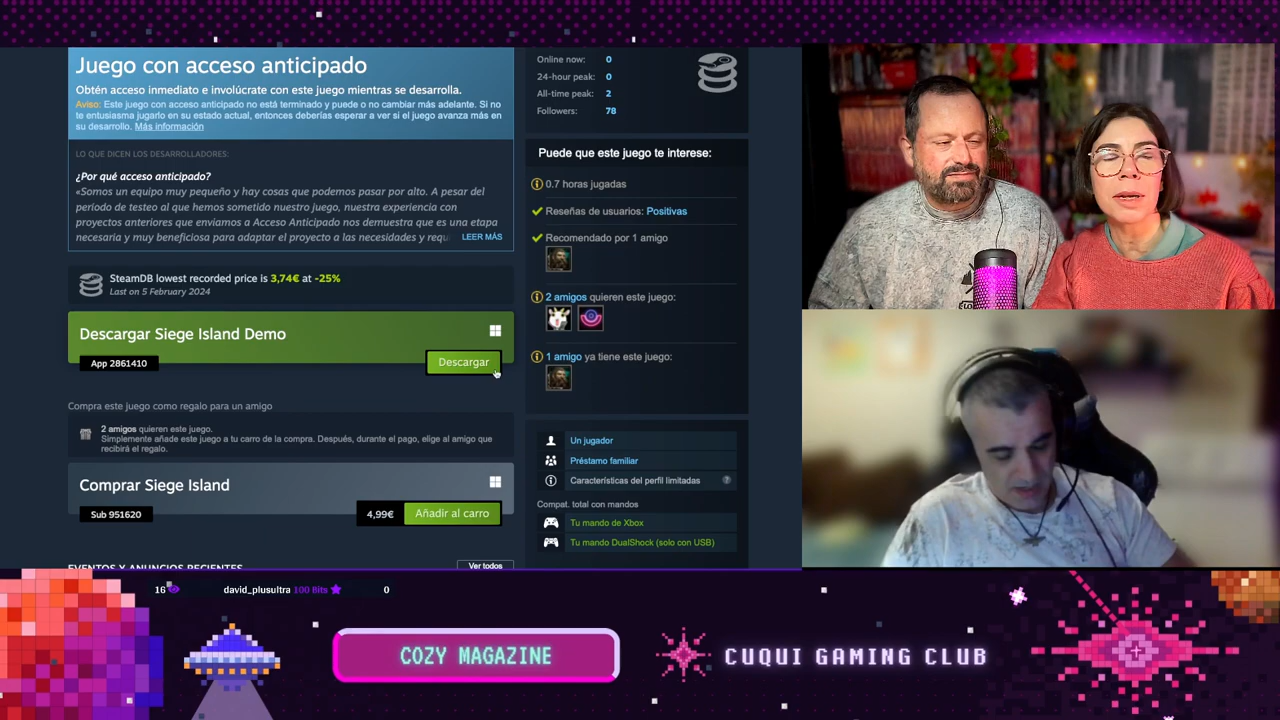 Juego con acceso anticipado
Obtén acceso inmediato e involúcrate con este juego mientras se desarrolla.
Aviso: Este juego con acceso anticipado no está terminado y puede o no cambiar más adelante. Si no
te entusiasma jugarlo en su estado actual, entonces deberías esperar a ver si el juego avanza más en
su desarrollo. Más información
LO QUE DICEN LOS DESARROLLADORES:
¿Por qué acceso anticipado?
«Somos un equipo muy pequeño y hay cosas que podemos pasar por alto. A pesar del
periodo de testeo al que hemos sometido nuestro juego, nuestra experiencia con
proyectos anteriores que enviamos a Acceso Anticipado nos demuestra que es una etapa
necesaria y muy beneficiosa para adaptar el proyecto a las necesidades y requ LEER MÁS
SteamDB lowest recorded price is 3,74€ at -25%
Last on 5 February 2024
Descargar Siege Island Demo
App 2861410
Descargar
Compra este juego como regalo para un amigo
2 amigos quieren este juego.
Simplemente añade este juego a tu carro de la compra. Después, durante el pago, elige al amigo que
recibirá el regalo.
Comprar Siege Island
Sub 951620
4,99€ Añadir al carro
EVENTOS Y ANUNCIOS RECIENTES
Ver todos
Online now: 0
24-hour peak: 0
All-time peak: 2
Followers: 78
Puede que este juego te interese:
0.7 horas jugadas
Reseñas de usuarios: Positivas
Recomendado por 1 amigo
2 amigos quieren este juego:
1 amigo ya tiene este juego:
Un jugador
Préstamo familiar
Características del perfil limitadas ?
Compat. total con mandos
Tu mando de Xbox
Tu mando DualShock (solo con USB)
16 david_plusultra 100 Bits 0
COZY MAGAZINE
CUQUI GAMING CLUB